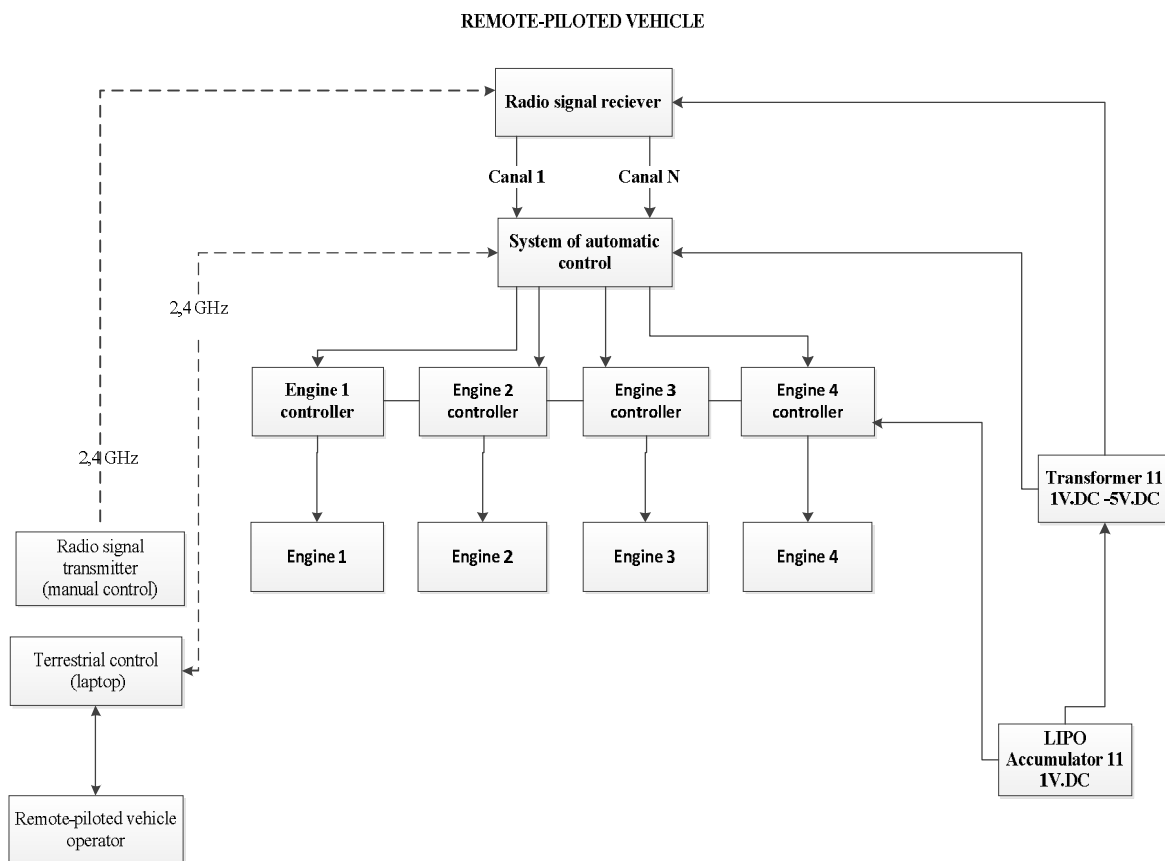 REMOTE-PILOTED VEHICLE
Radio signal reciever
Canal 1
Canal N
System of automatic
control
2,4 GHz
Engine 1
controller
Engine 2
controller
Engine 3
controller
Engine 4
controller
2,4 GHz
Transformer 11
1V.DC -5V.DC
Radio signal
transmitter
(manual control)
Engine 1
Engine 2
Engine 3
Engine 4
Terrestrial control
(laptop)
LIPO
Accumulator 11
1V.DC
Remote-piloted vehicle
operator